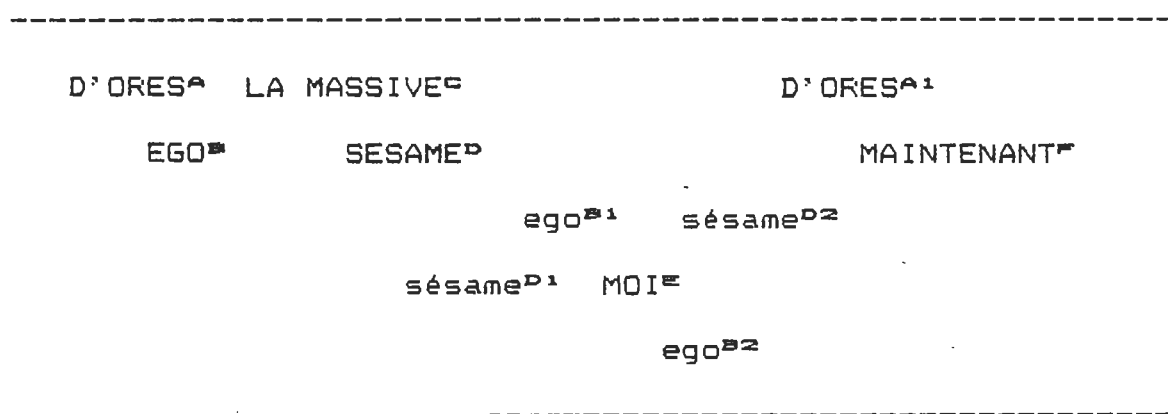 D'ORESᴬ LA MASSIVEᶜ D'ORESᴬ¹
EGOᴮ SESAMEᴰ MAINTENANTᶠ
egoᴮ¹ sésameᴰ²
sésameᴰ¹ MOIᴱ
egoᴮ²